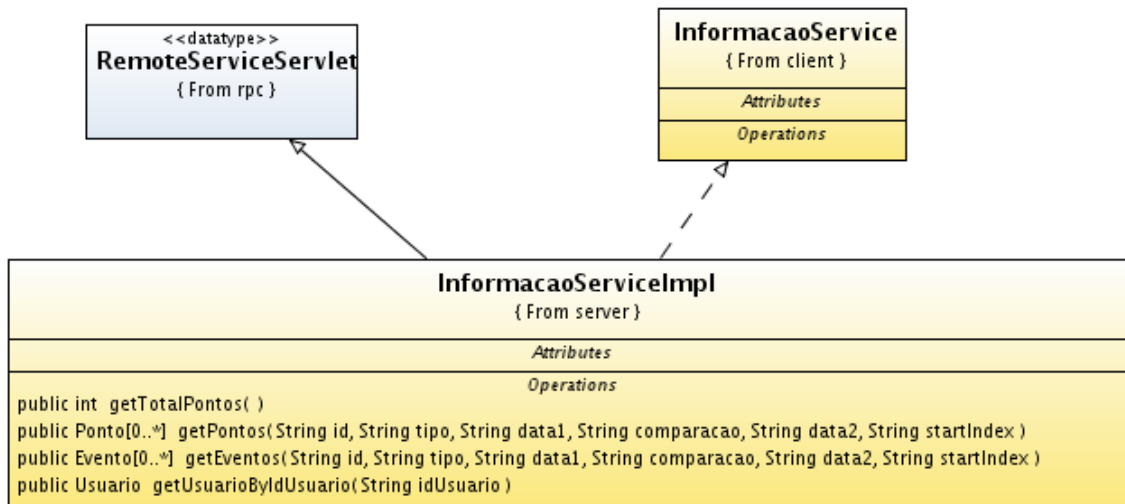 <<datatype>>
RemoteServiceServlet
{ From rpc }
InformacaoService
{ From client }
Attributes
Operations
InformacaoServiceImpl
{ From server }
Attributes
Operations
public int getTotalPontos( )
public Ponto[0..*] getPontos( String id, String tipo, String data1, String comparacao, String data2, String startIndex )
public Evento[0..*] getEventos( String id, String tipo, String data1, String comparacao, String data2, String startIndex )
public Usuario getUsuarioByIdUsuario( String idUsuario )